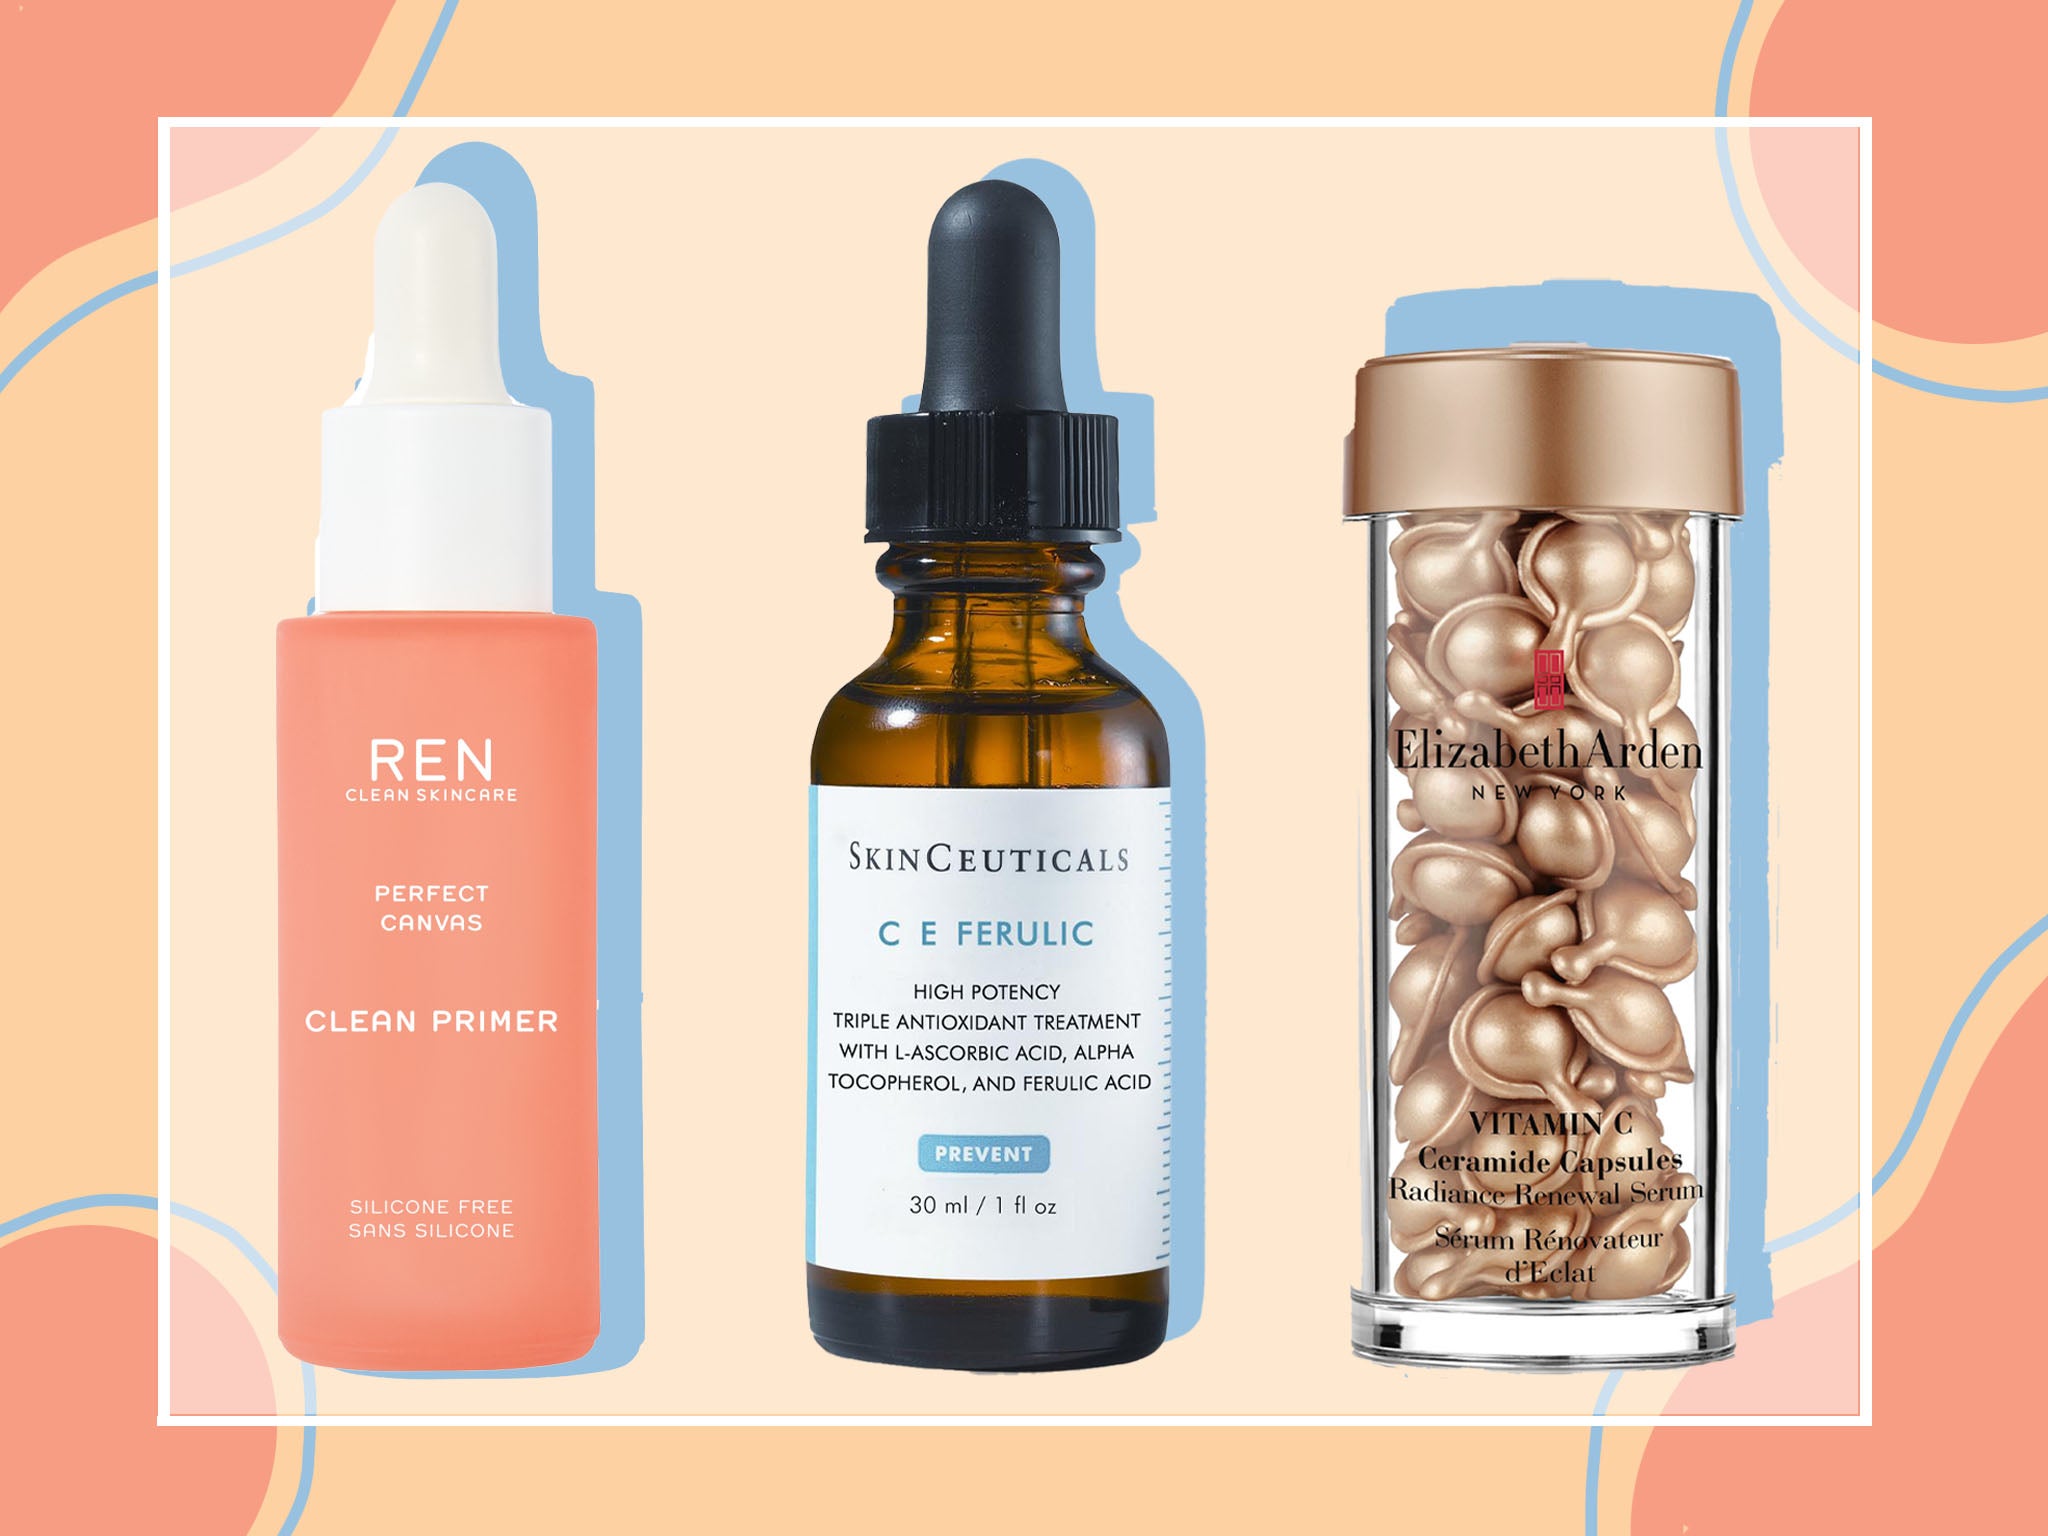 REN
CLEAN SKINCARE
PERFECT
CANVAS
CLEAN PRIMER
SILICONE FREE
SANS SILICONE
SKINCEUTICALS
C E FERULIC
HIGH POTENCY
TRIPLE ANTIOXIDANT TREATMENT
WITH L-ASCORBIC ACID, ALPHA
TOCOPHEROL, AND FERULIC ACID
PREVENT
30 ml / 1 fl oz
Elizabeth Arden
NEW YORK
VITAMIN C
Ceramide Capsules
Radiance Renewal Serum
Sérum Rénovateur
d'Eclat